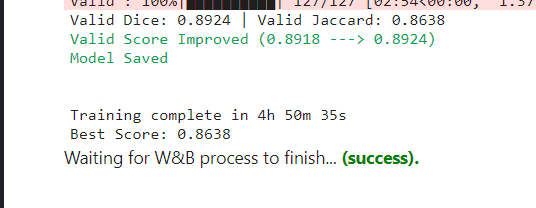 Valid : 100%| | 127/127 [02:54<00:00, 1.37
Valid Dice: 0.8924 | Valid Jaccard: 0.8638
Valid Score Improved (0.8918 ---> 0.8924)
Model Saved
Training complete in 4h 50m 35s
Best Score: 0.8638
Waiting for W&B process to finish... (success).